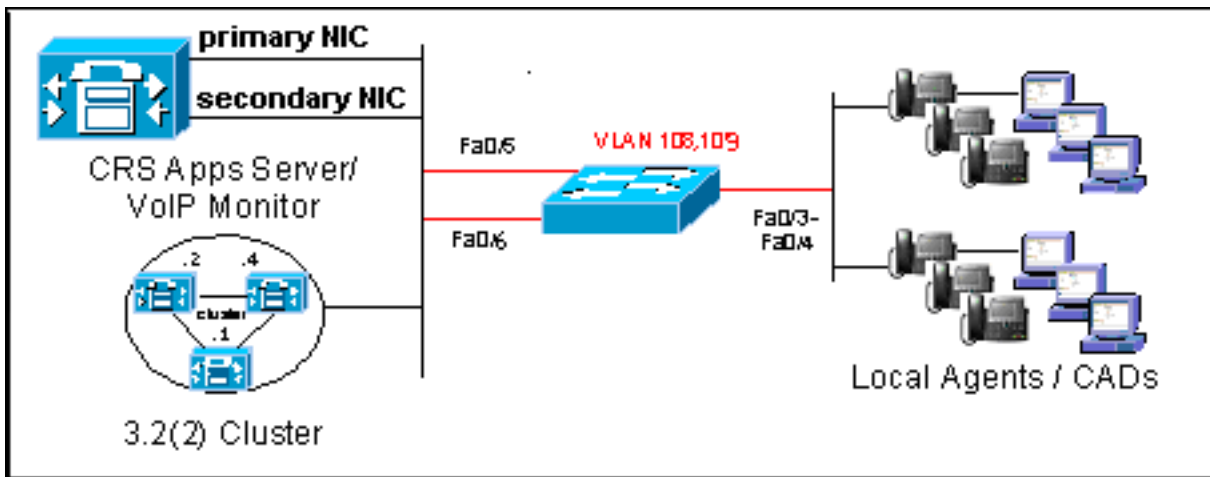 primary NIC
secondary NIC
CRS Apps Server/
VoIP Monitor
Fa0/5
Fa0/6
VLAN 108,109
Fa0/3-
Fa0/4
.2
.4
cluster
.1
3.2(2) Cluster
Local Agents / CADs